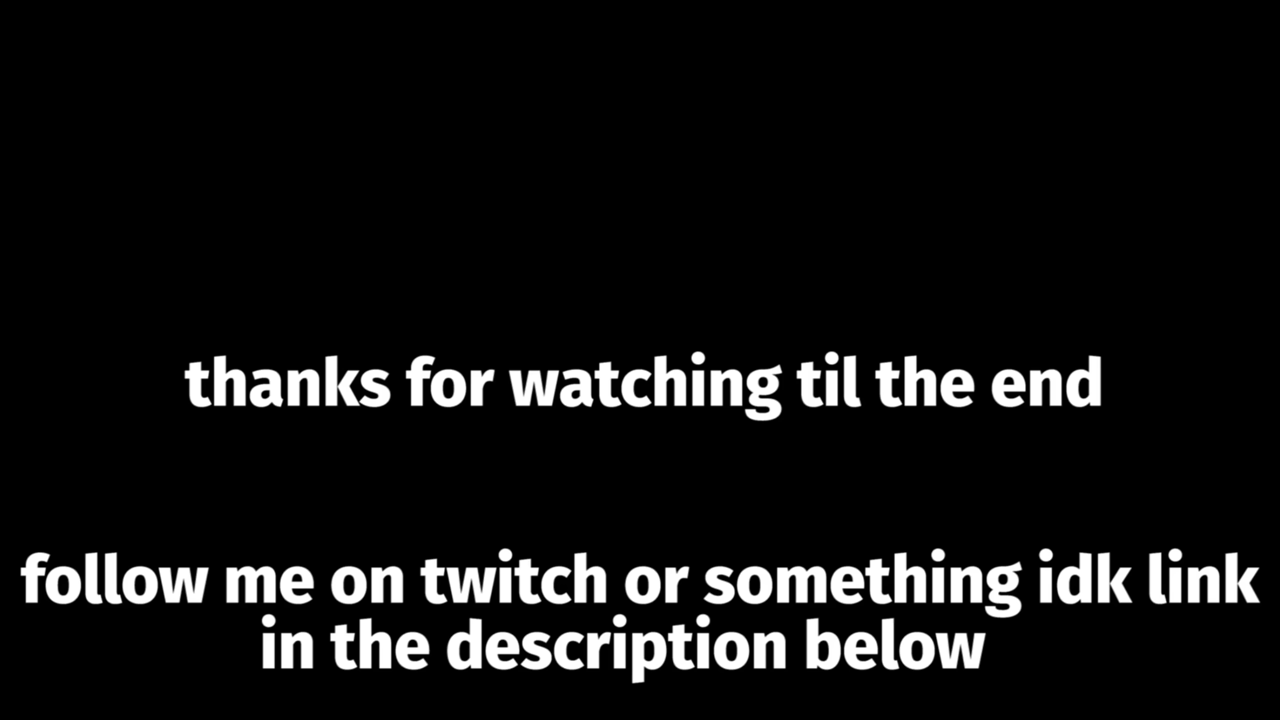 thanks for watching til the end
follow me on twitch or something idk link
in the description below